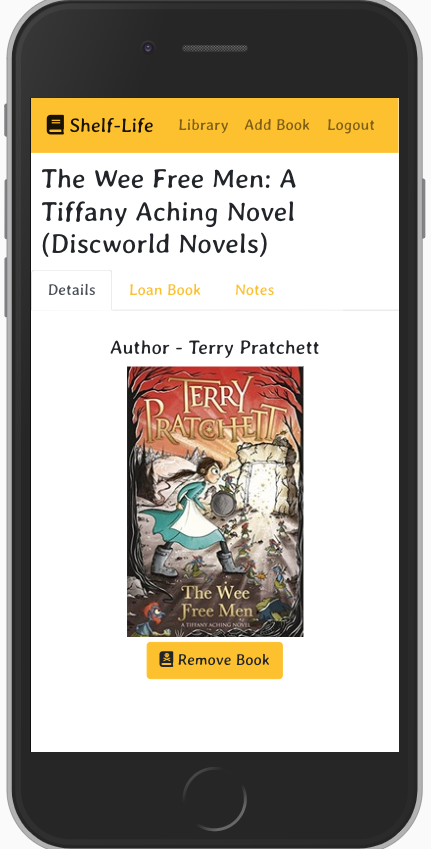 Shelf-Life Library Add Book Logout
The Wee Free Men: A
Tiffany Aching Novel
(Discworld Novels)
Details Loan Book Notes
Author - Terry Pratchett
TERRY
PRATCHETT
The Wee
Free Men
A TIFFANY ACHING NOVEL
Remove Book